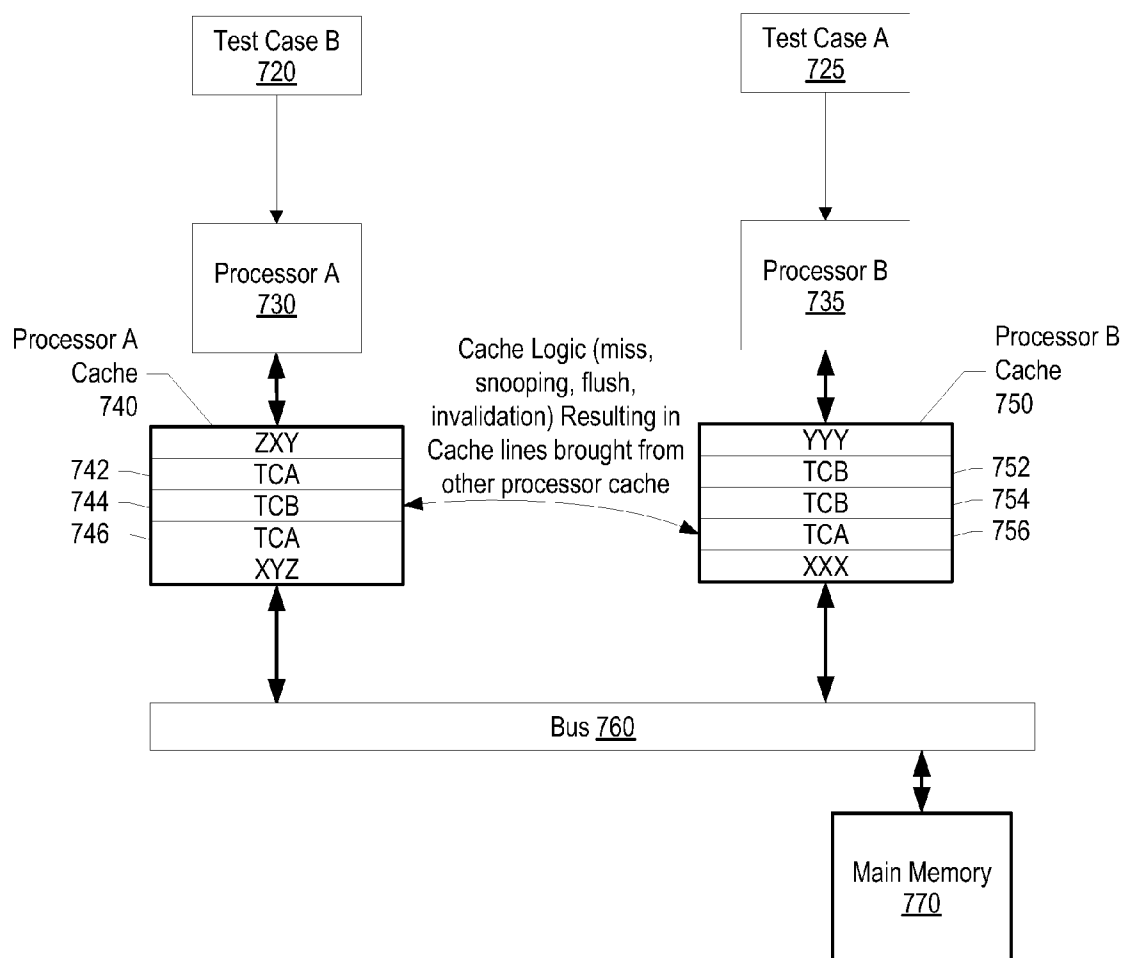 Test Case B
720
Test Case A
725
Processor A
730
Processor B
735
Processor A
Cache
740
Cache Logic (miss,
snooping, flush,
invalidation) Resulting in
Cache lines brought from
other processor cache
Processor B
Cache
750
ZXY
742
TCA
744
TCB
746
TCA
XYZ
YYY
TCB
752
TCB
754
TCA
756
XXX
Bus 760
Main Memory
770